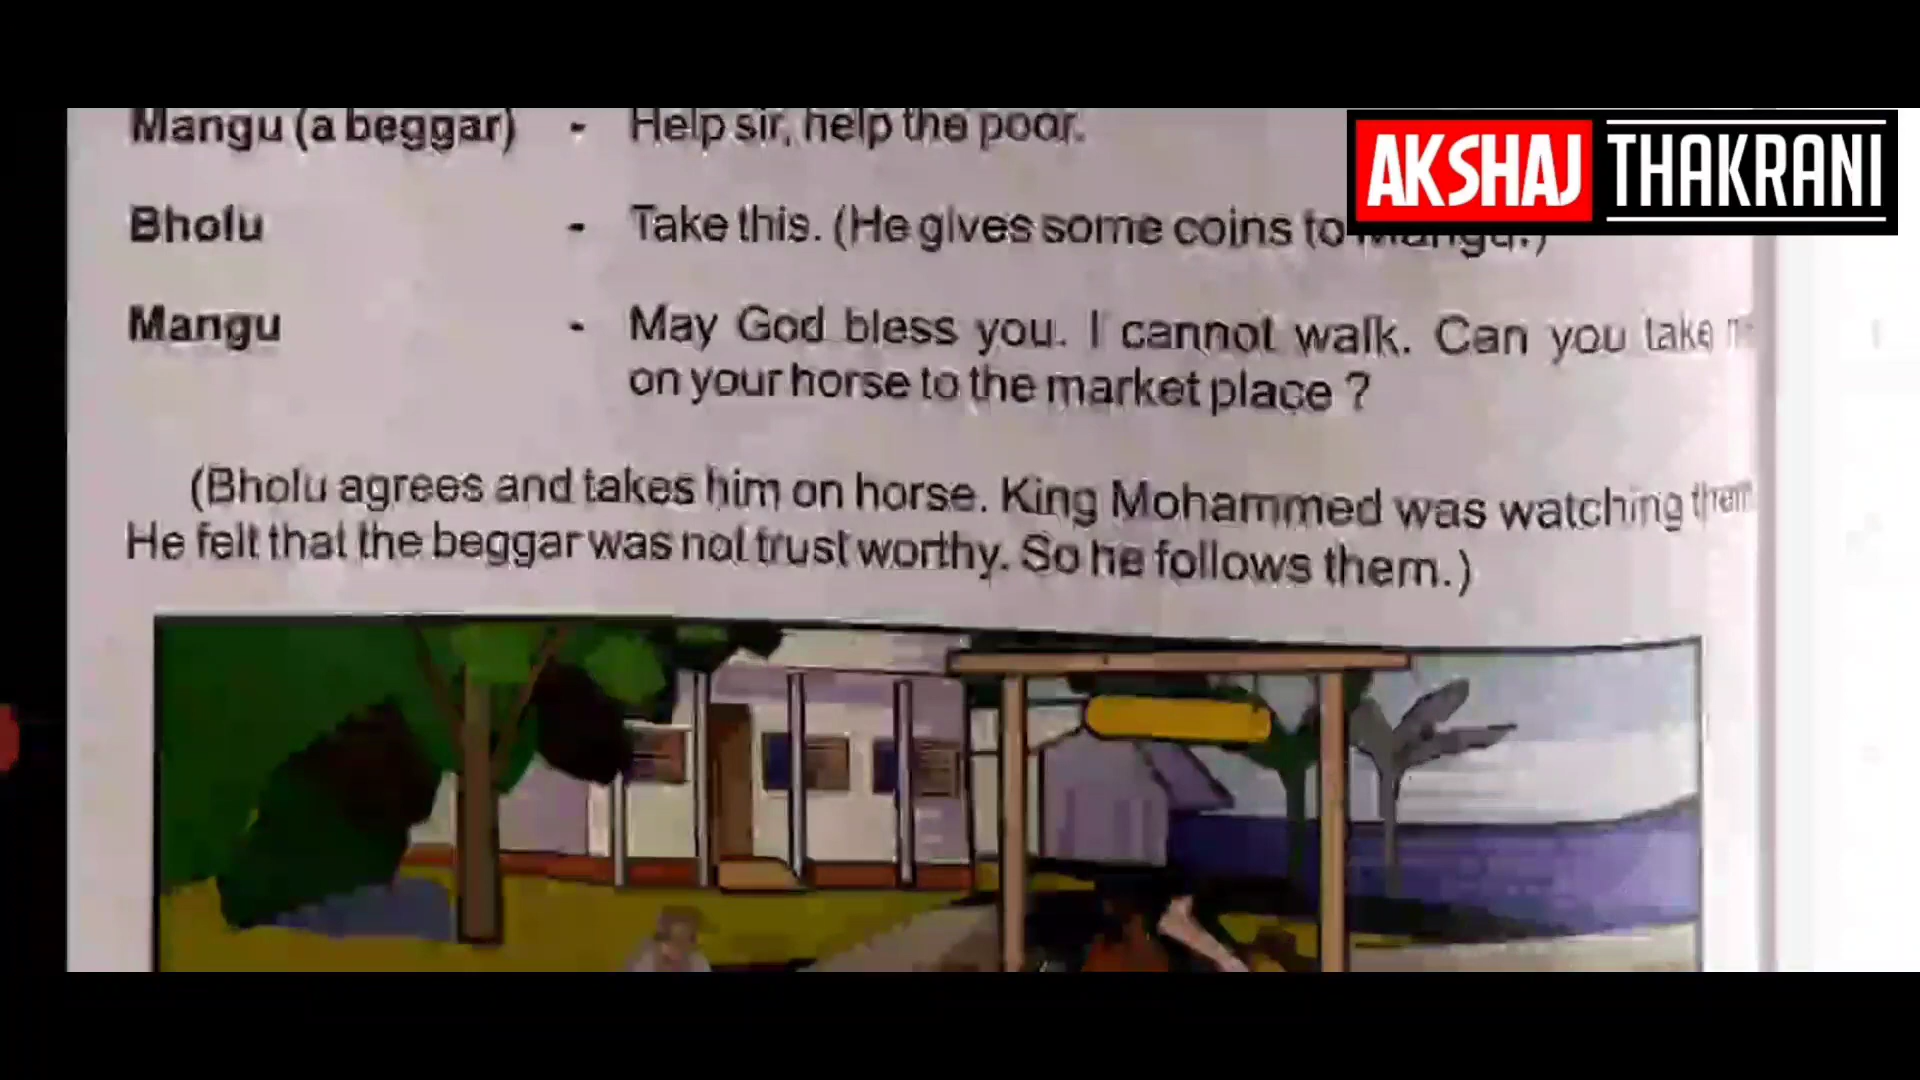 Mangu (a beggar) - Help sir, help the poor.
AKSHAJ THAKRANI
Bholu - Take this. (He gives some coins to Mangu.)
Mangu - May God bless you. I cannot walk. Can you take
on your horse to the market place ?
(Bholu agrees and takes him on horse. King Mohammed was watching them
He felt that the beggar was not trust worthy. So he follows them.)